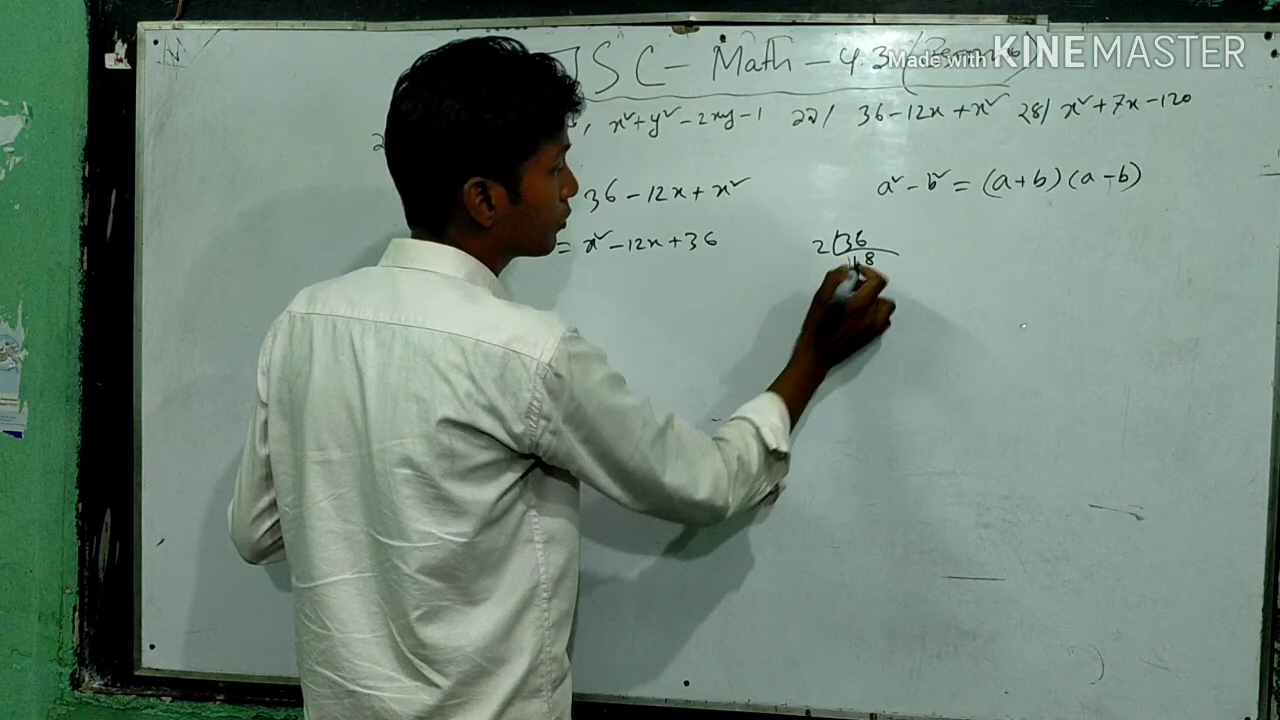 Made with KINEMASTER
JSC - Math - 4.3
, x²+y²-2xy-1 22/ 36-12x+x² 28/ x²+7x-120
36-12x+x²
a²-b²=(a+b)(a-b)
= x²-12x+36
2 36
18